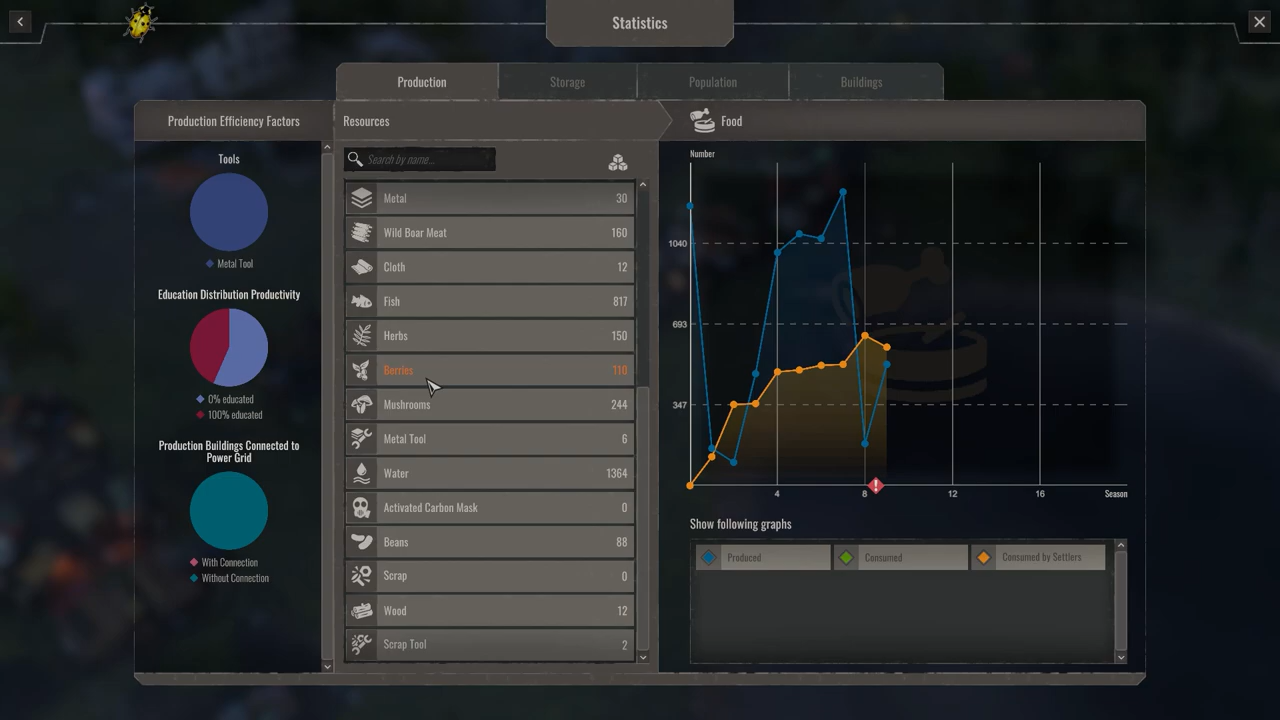 Statistics
Production
Storage
Population
Buildings
Production Efficiency Factors
Resources
Food
Tools
Metal Tool
Education Distribution Productivity
0% educated
100% educated
Production Buildings Connected to
Power Grid
With Connection
Without Connection
Search by name...
Metal 30
Wild Boar Meat 160
Cloth 12
Fish 817
Herbs 150
Berries 110
Mushrooms 244
Metal Tool 6
Water 1364
Activated Carbon Mask 0
Beans 88
Scrap 0
Wood 12
Scrap Tool 2
Number
1040
693
347
4 8 12 16 Season
Show following graphs
Produced
Consumed
Consumed by Settlers